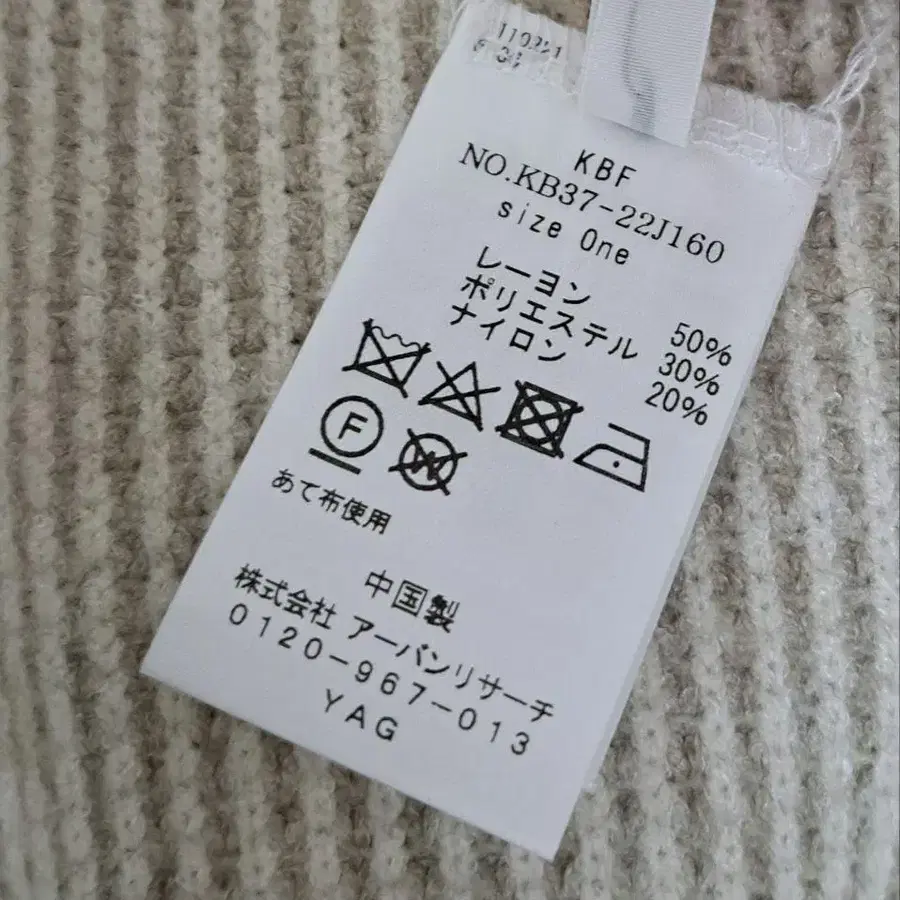 KBF
NO.KB37-22J160
size One
レーヨン 50%
ポリエステル 30%
ナイロン 20%
F
W
あて布使用
中国製
株式会社 アーバンリサーチ
0120-967-013
YAG